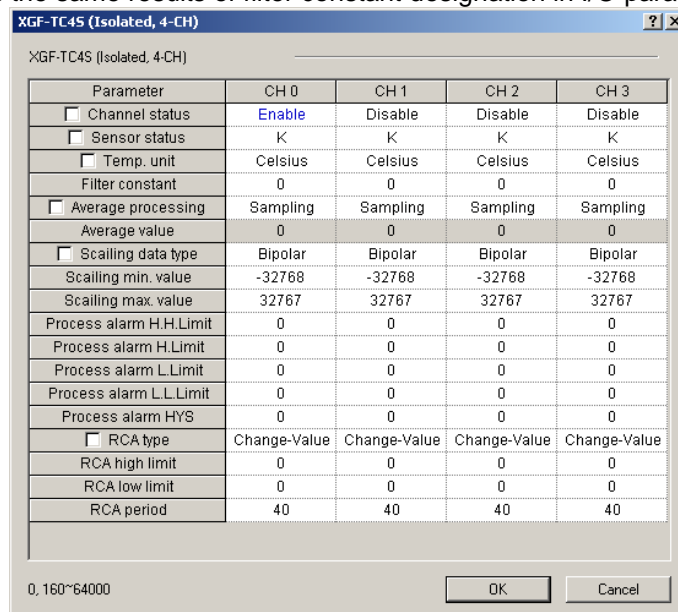 the same results of filter constant designation in I/O para
XGF-TC4S (Isolated, 4-CH)
XGF-TC4S (Isolated, 4-CH)
Parameter CH 0 CH 1 CH 2 CH 3
Channel status Enable Disable Disable Disable
Sensor status K K K K
Temp. unit Celsius Celsius Celsius Celsius
Filter constant 0 0 0 0
Average processing Sampling Sampling Sampling Sampling
Average value 0 0 0 0
Scailing data type Bipolar Bipolar Bipolar Bipolar
Scailing min. value -32768 -32768 -32768 -32768
Scailing max. value 32767 32767 32767 32767
Process alarm H.H.Limit 0 0 0 0
Process alarm H.Limit 0 0 0 0
Process alarm L.Limit 0 0 0 0
Process alarm L.L.Limit 0 0 0 0
Process alarm HYS 0 0 0 0
RCA type Change-Value Change-Value Change-Value Change-Value
RCA high limit 0 0 0 0
RCA low limit 0 0 0 0
RCA period 40 40 40 40
0, 160~64000 OK Cancel